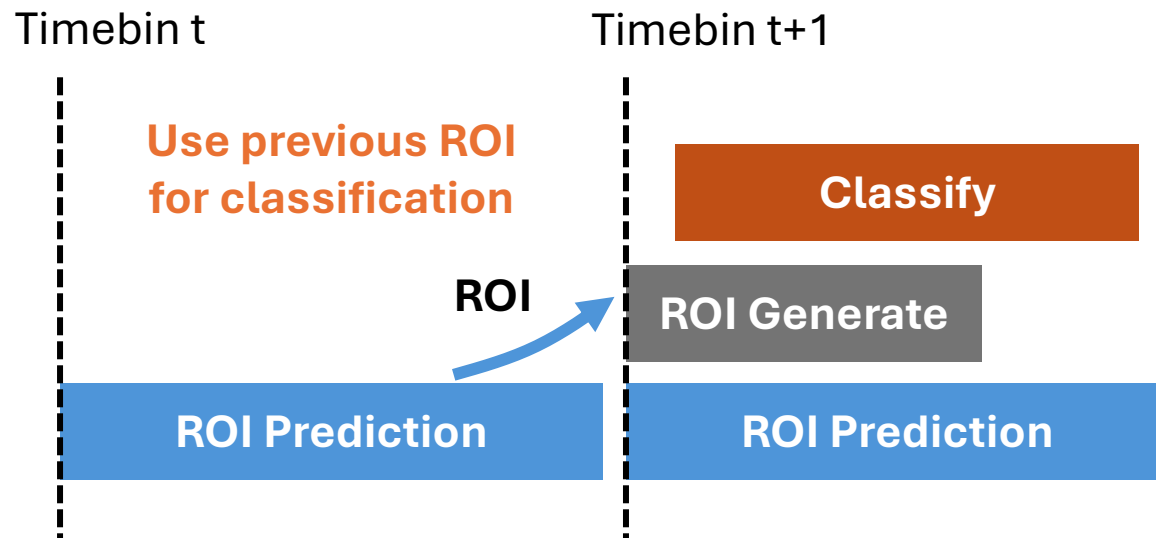 Timebin t
Timebin t+1
Use previous ROI
for classification
Classify
ROI
ROI Generate
ROI Prediction
ROI Prediction